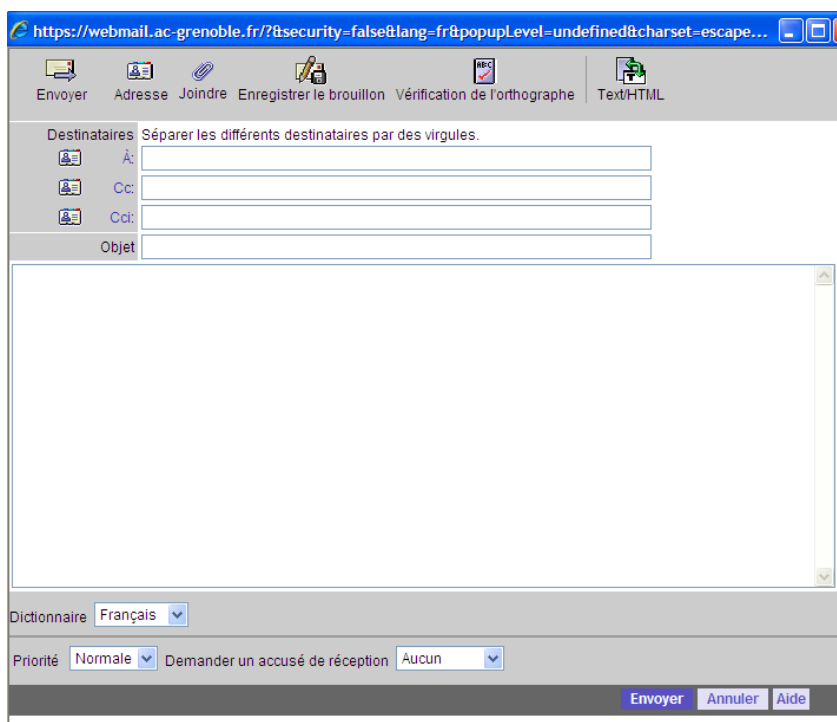 https://webmail.ac-grenoble.fr/?&security=false&lang=fr&popupLevel=undefined&charset=escape...
Envoyer Adresse Joindre Enregistrer le brouillon Vérification de l'orthographe Text/HTML
Destinataires Séparer les différents destinataires par des virgules.
À:
Cc:
Cci:
Objet
Dictionnaire Français
Priorité Normale Demander un accusé de réception Aucun
Envoyer Annuler Aide